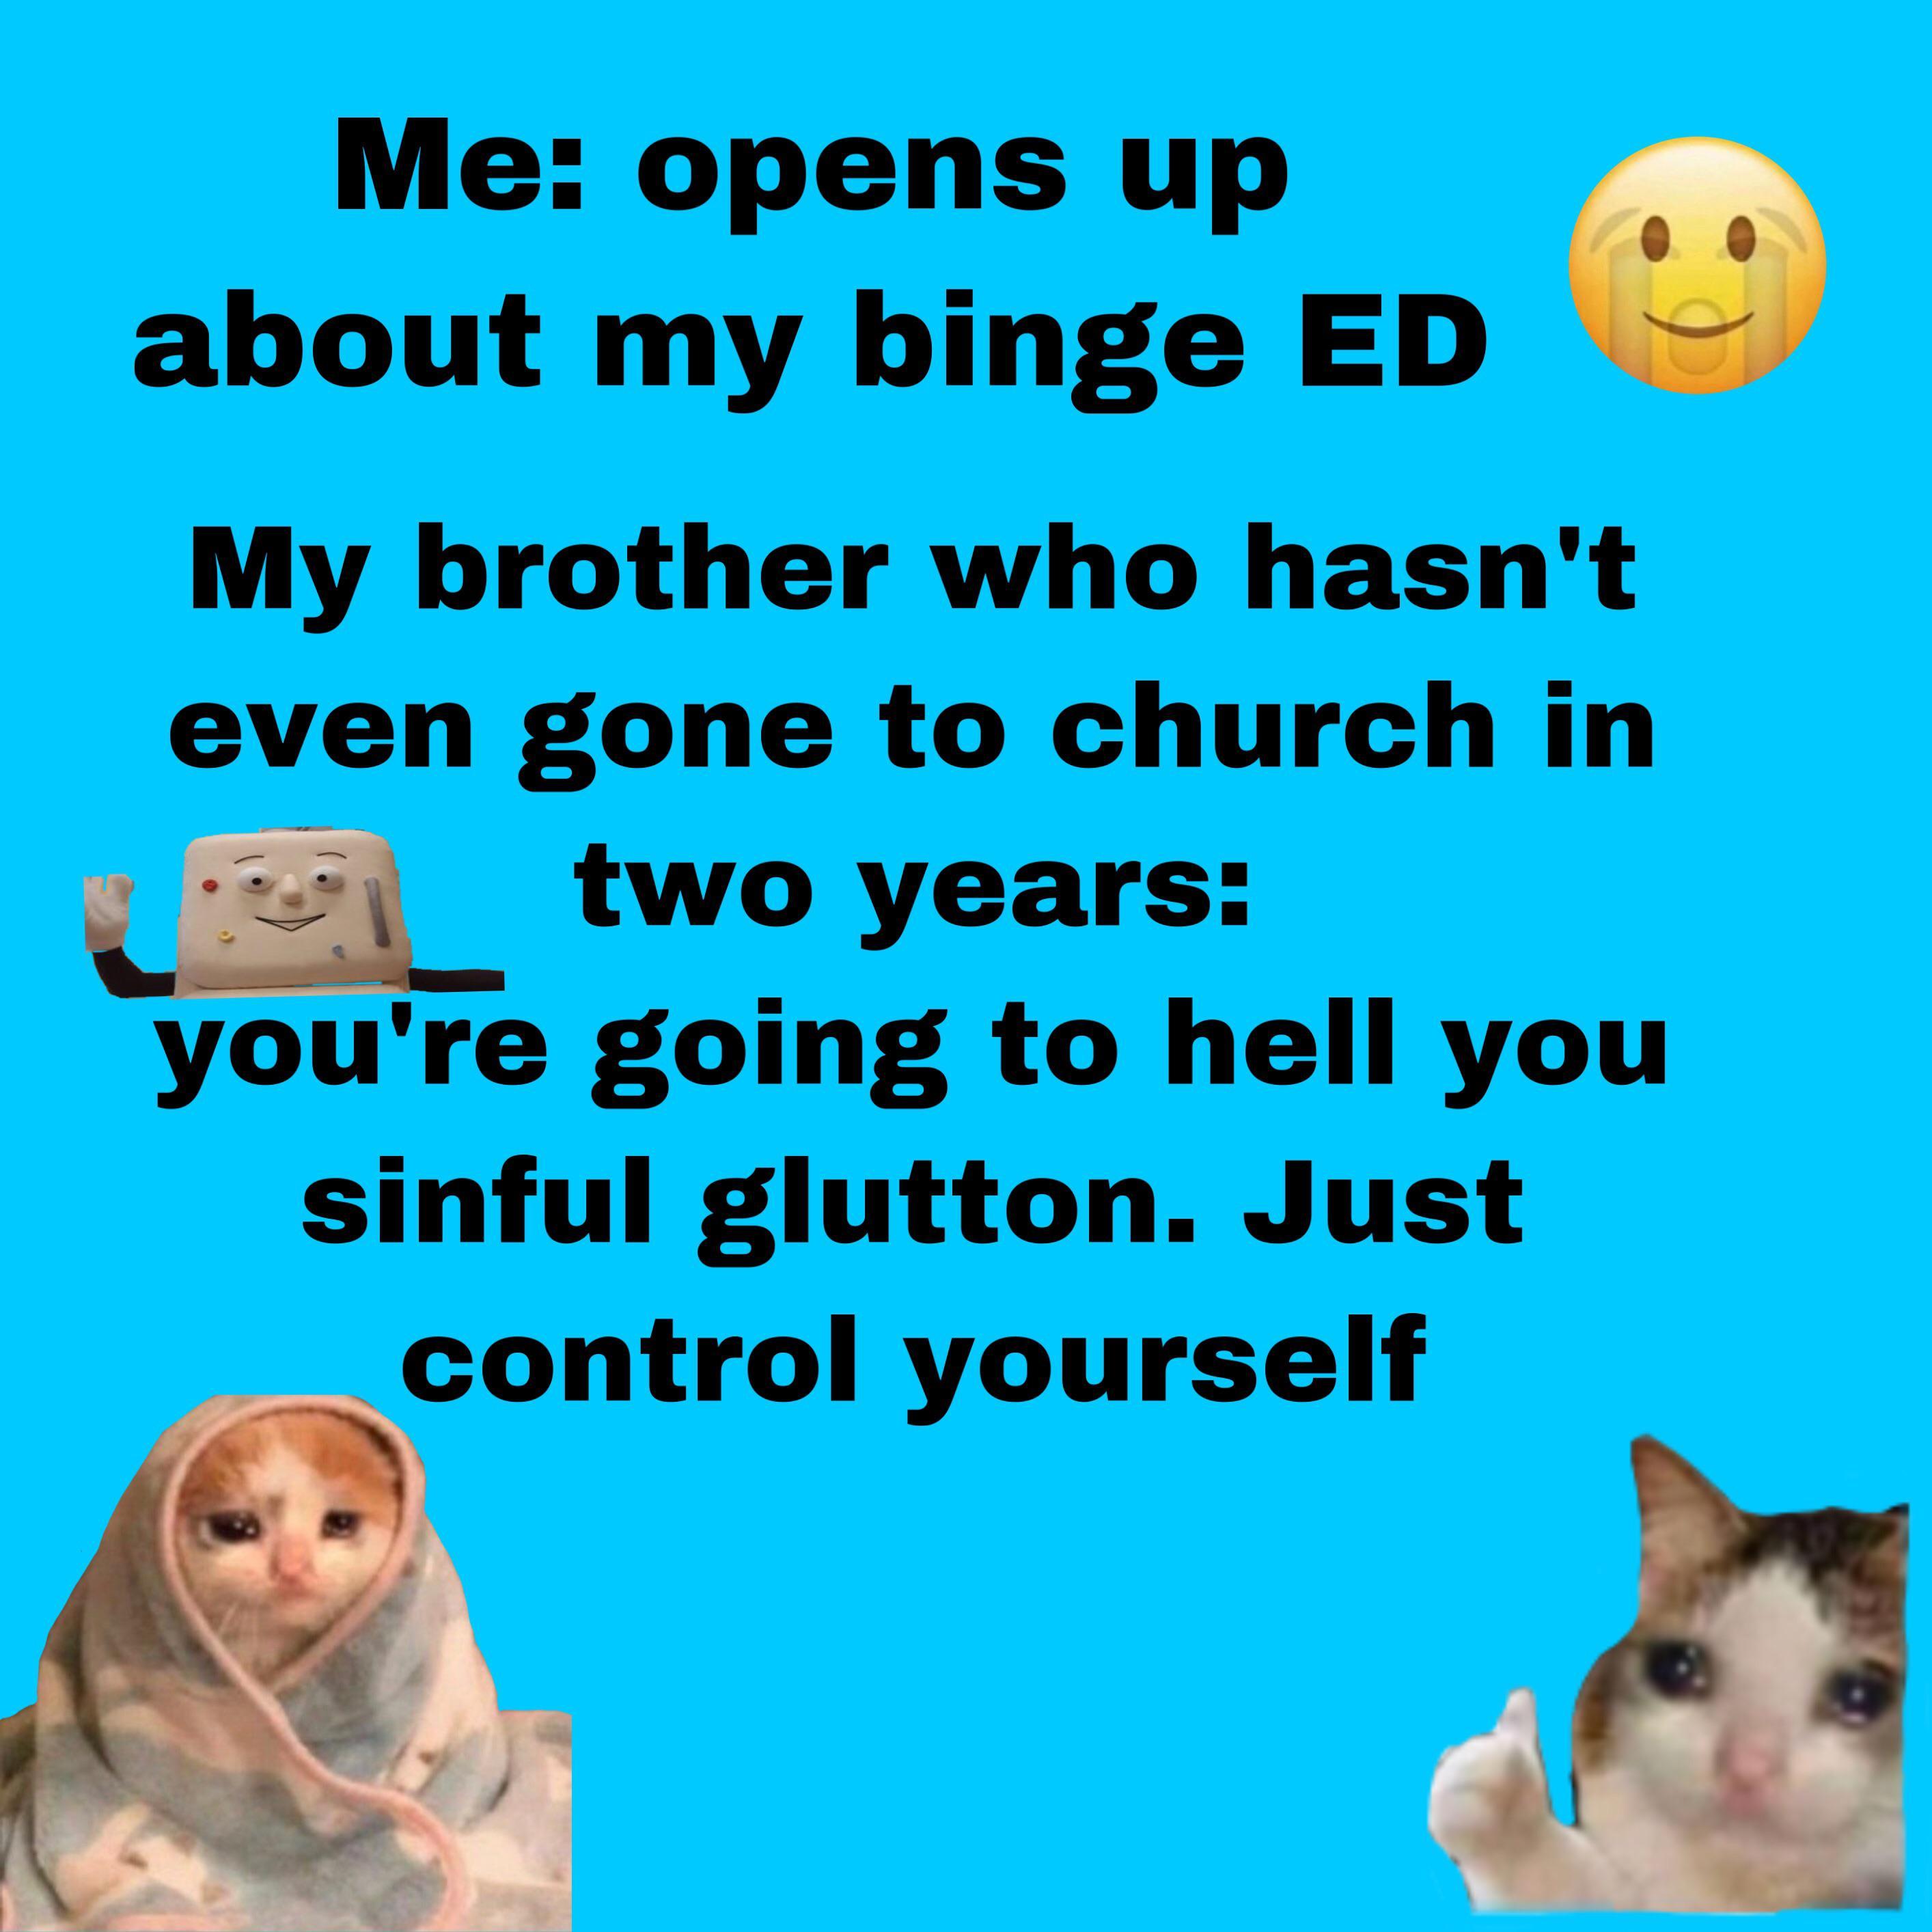 Me: opens up
about my binge ED
My brother who hasn't
even gone to church in
two years:
you're going to hell you
sinful glutton. Just
control yourself